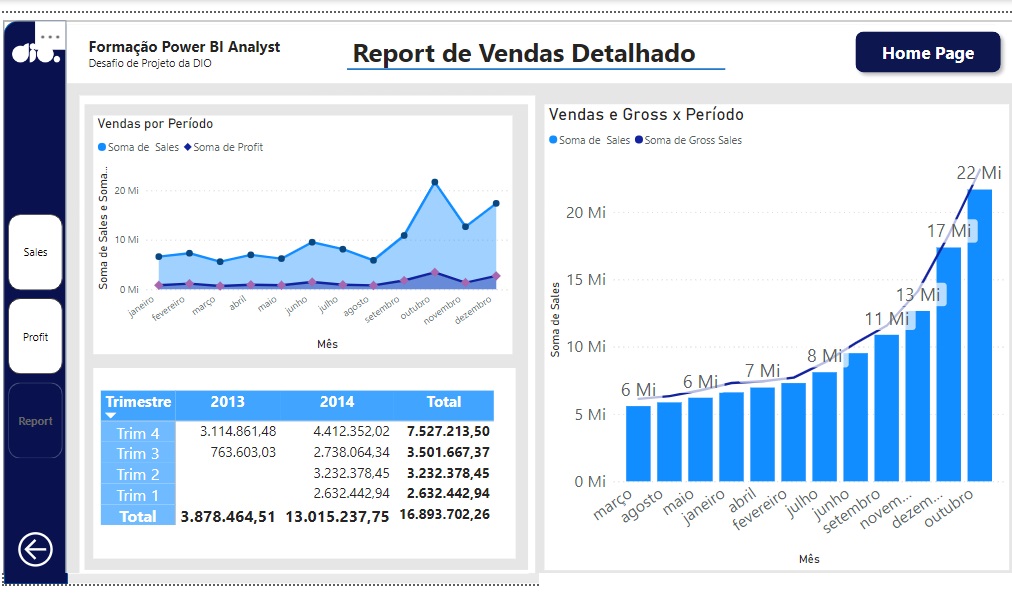 DIO.
Formação Power BI Analyst
Desafio de Projeto da DIO
Report de Vendas Detalhado
Home Page
Sales
Profit
Report
Vendas por Período
Soma de Sales Soma de Profit
Soma de Sales e Soma...
20 Mi
10 Mi
0 Mi
janeiro fevereiro março abril maio junho julho agosto setembro outubro novembro dezembro
Mês
Trimestre 2013 2014 Total
Trim 4 3.114.861,48 4.412.352,02 7.527.213,50
Trim 3 763.603,03 2.738.064,34 3.501.667,37
Trim 2 3.232.378,45 3.232.378,45
Trim 1 2.632.442,94 2.632.442,94
Total 3.878.464,51 13.015.237,75 16.893.702,26
Vendas e Gross x Período
Soma de Sales Soma de Gross Sales
Soma de Sales
20 Mi
15 Mi
10 Mi
5 Mi
0 Mi
6 Mi 6 Mi 7 Mi 8 Mi 11 Mi 13 Mi 17 Mi 22 Mi
março agosto maio janeiro abril fevereiro julho junho setembro novem... dezem... outubro
Mês